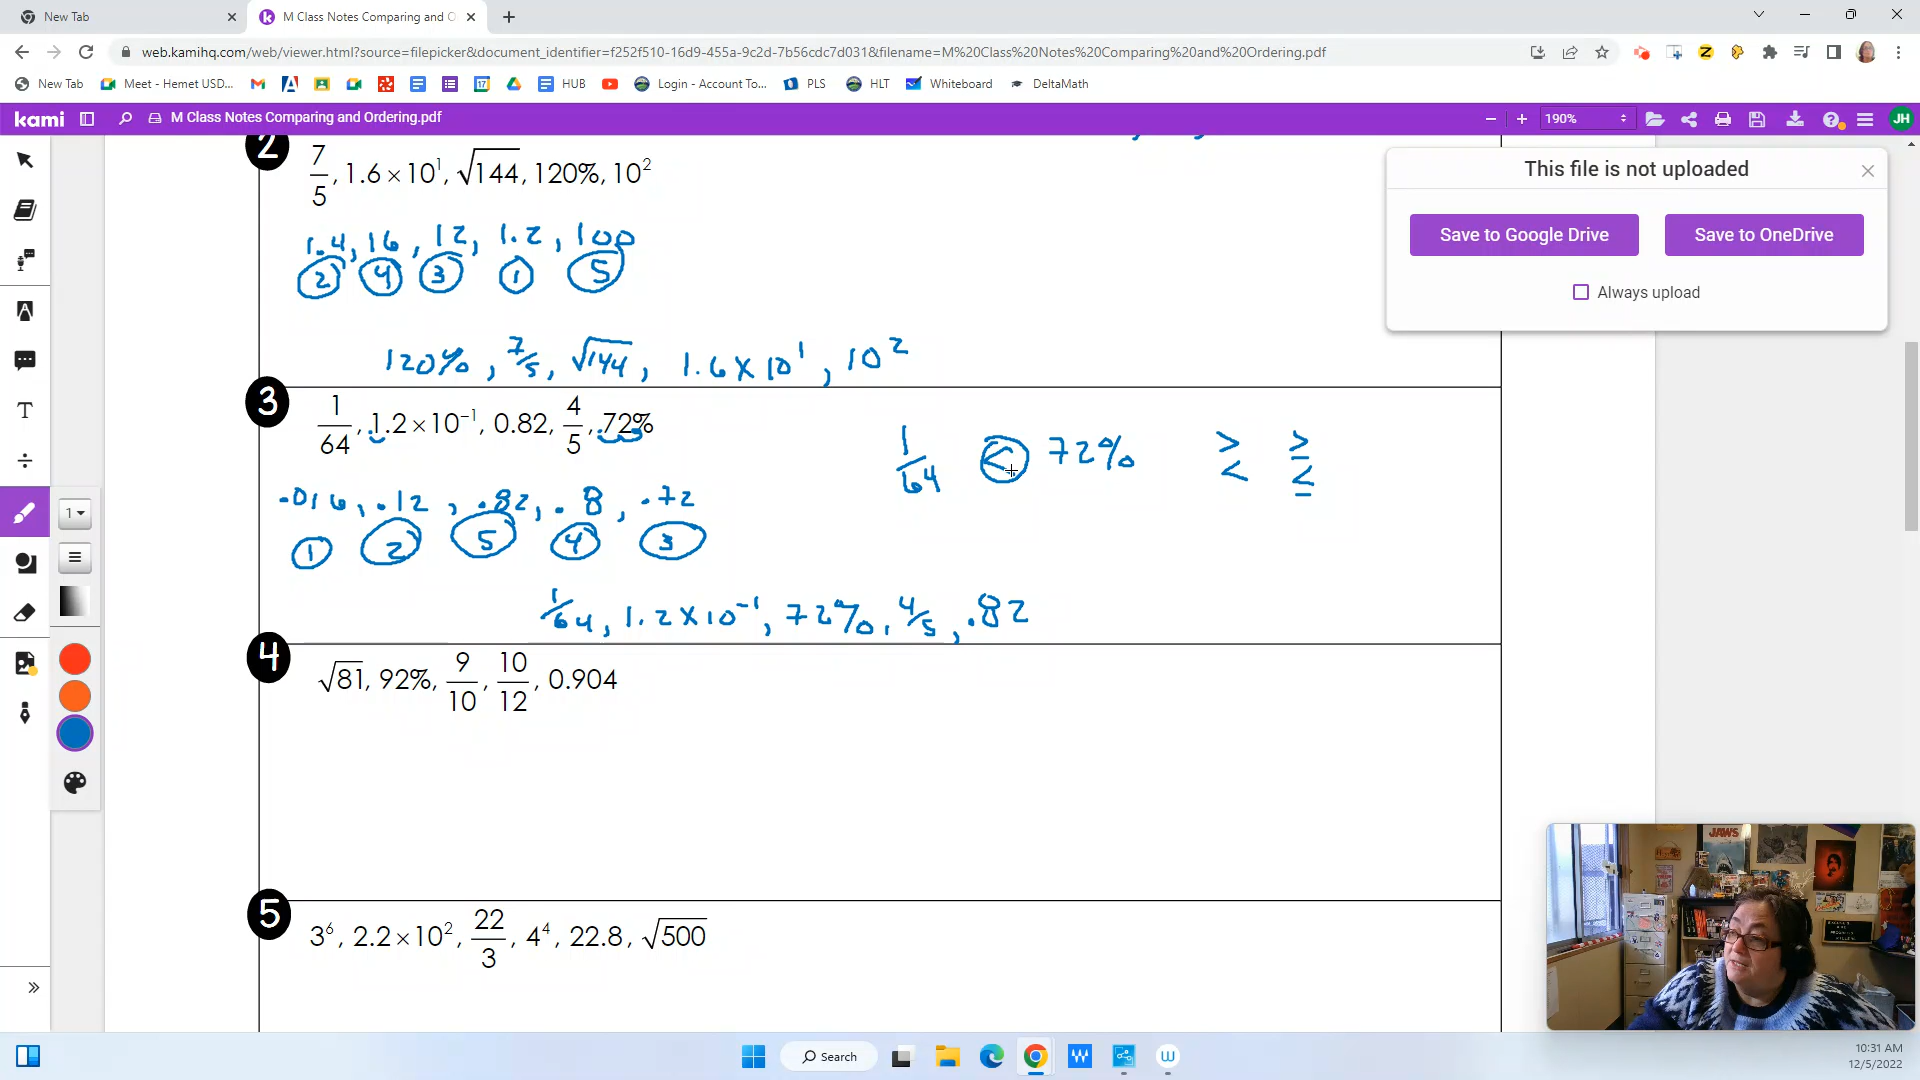 New Tab
M Class Notes Comparing and O
web.kamihq.com/web/viewer.html?source=filepicker&document_identifier=f252f510-16d9-455a-9c2d-7b56cdc7d031&filename=M%20Class%20Notes%20Comparing%20and%20Ordering.pdf
New Tab Meet - Hemet USD... HUB Login - Account To... PLS HLT Whiteboard DeltaMath
kami M Class Notes Comparing and Ordering.pdf 190% JH
This file is not uploaded
Save to Google Drive Save to OneDrive
Always upload
2 7/5, 1.6 × 10¹, √144, 120%, 10²
1.4, 16, 12, 1.2, 100
2 4 3 1 5
120%, 7/5, √144, 1.6 × 10¹, 10²
3 1/64, 1.2 × 10⁻¹, 0.82, 4/5, 72%
1/64 < 72% > ≥
< ≤
.016, .12, .82, .8, .72
1 2 5 4 3
1/64, 1.2 × 10⁻¹, 72%, 4/5, .82
4 √81, 92%, 9/10, 10/12, 0.904
5 3⁶, 2.2 × 10², 22/3, 4⁴, 22.8, √500
1
T
JAWS
Search
10:31 AM
12/5/2022